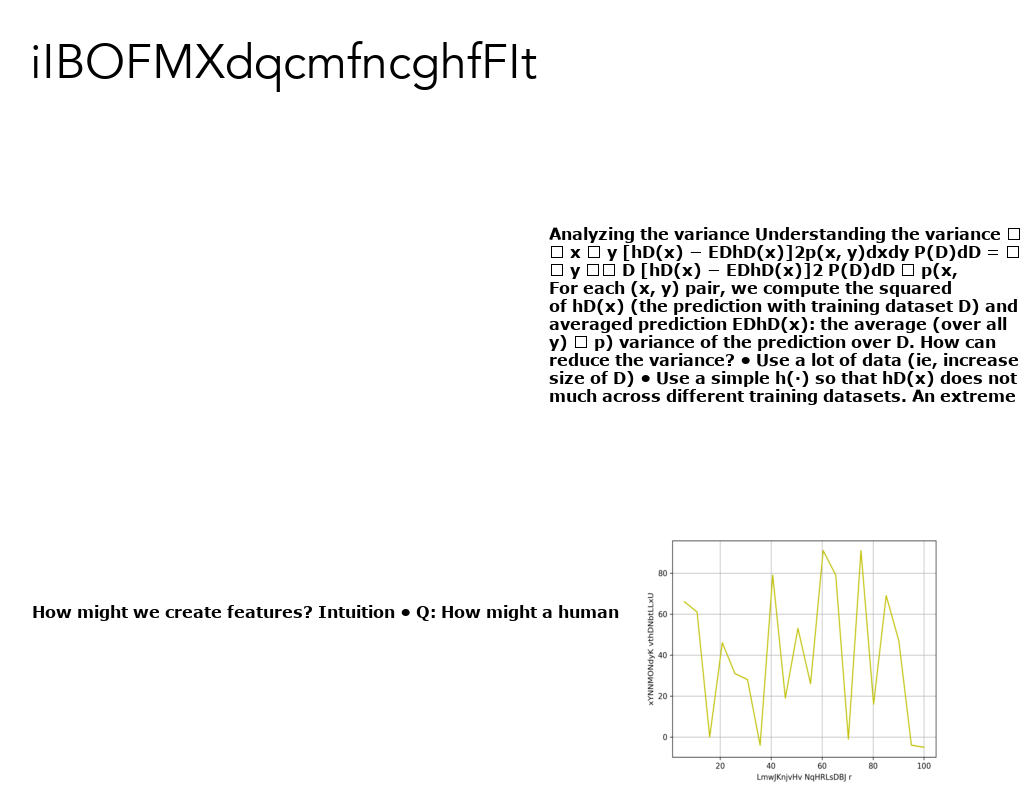 iIBOFMXdqcmfncghfFIt
Analyzing the variance Understanding the variance □
□ x □ y [hD(x) − EDhD(x)]2p(x, y)dxdy P(D)dD = □
□ y □□ D [hD(x) − EDhD(x)]2 P(D)dD □ p(x,
For each (x, y) pair, we compute the squared
of hD(x) (the prediction with training dataset D) and
averaged prediction EDhD(x): the average (over all
y) □ p) variance of the prediction over D. How can
reduce the variance? • Use a lot of data (ie, increase
size of D) • Use a simple h(·) so that hD(x) does not
much across different training datasets. An extreme
How might we create features? Intuition • Q: How might a human
xYNNMONdyK vthDNbtLLxU
80
60
40
20
0
20 40 60 80 100
LmwJKnjvHv NqHRLsDBJ r